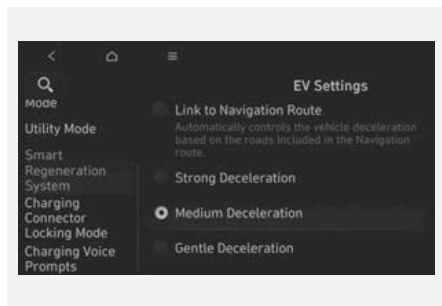 EV Settings
Mode
Utility Mode
Smart
Regeneration
System
Charging
Connector
Locking Mode
Charging Voice
Prompts
Link to Navigation Route
Automatically controls the vehicle deceleration
based on the roads included in the Navigation
route.
Strong Deceleration
Medium Deceleration
Gentle Deceleration